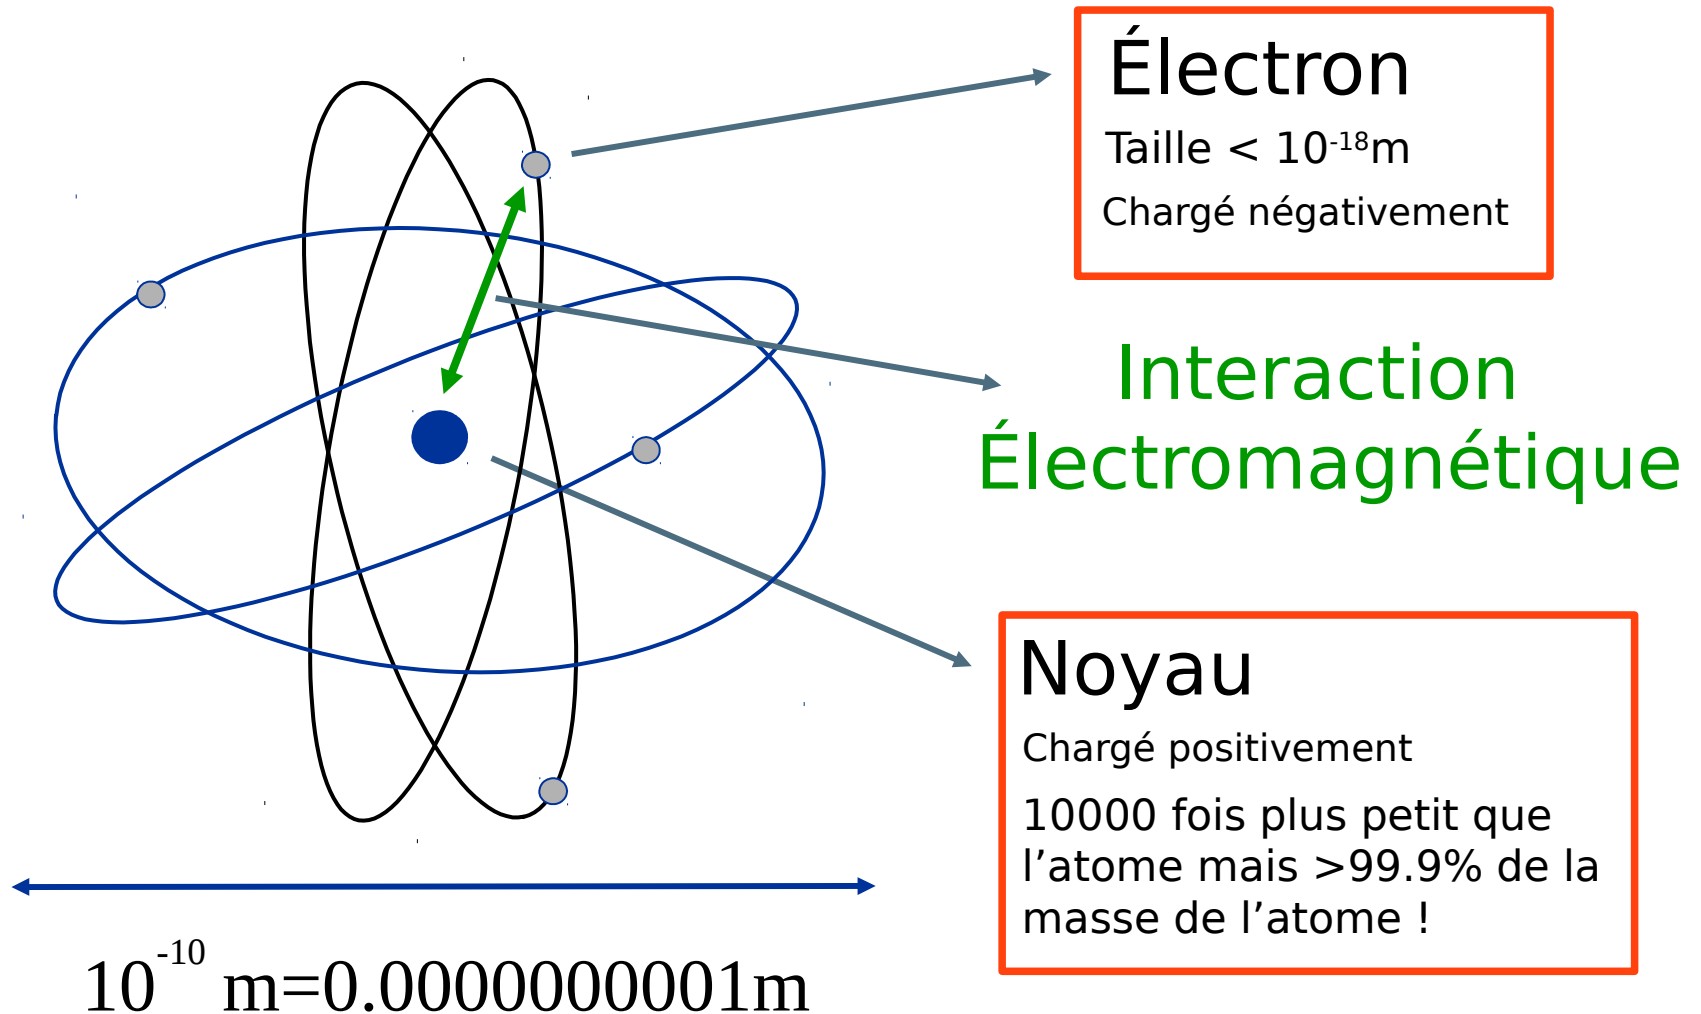 Électron
Taille < 10⁻¹⁸m
Chargé négativement
Interaction
Électromagnétique
Noyau
Chargé positivement
10000 fois plus petit que
l’atome mais >99.9% de la
masse de l’atome !
10⁻¹⁰ m=0.0000000001m